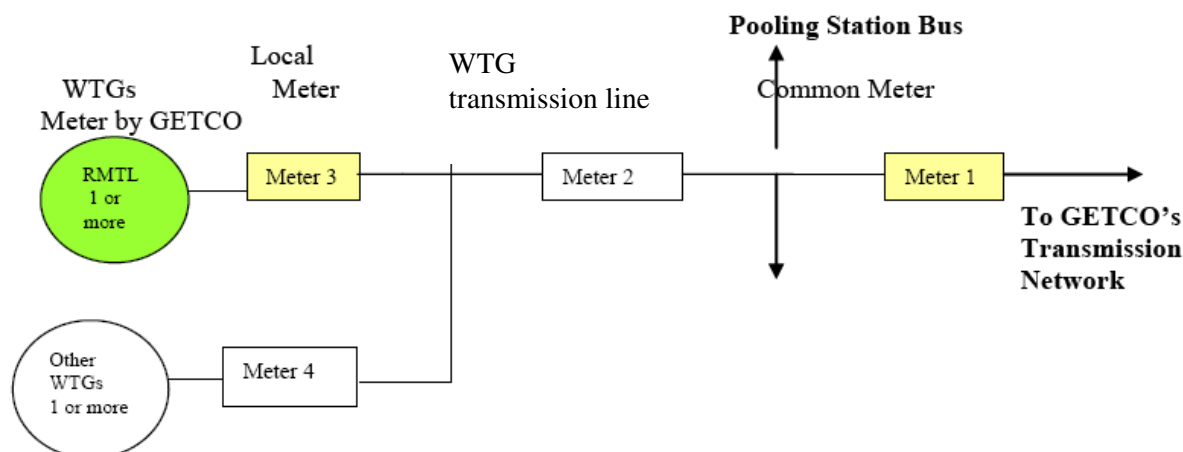 Pooling Station Bus
Local
Meter
WTG
transmission line
Common Meter
WTGs
Meter by GETCO
RMTL
1 or
more
Meter 3
Meter 2
Meter 1
To GETCO's
Transmission
Network
Other
WTGs
1 or more
Meter 4